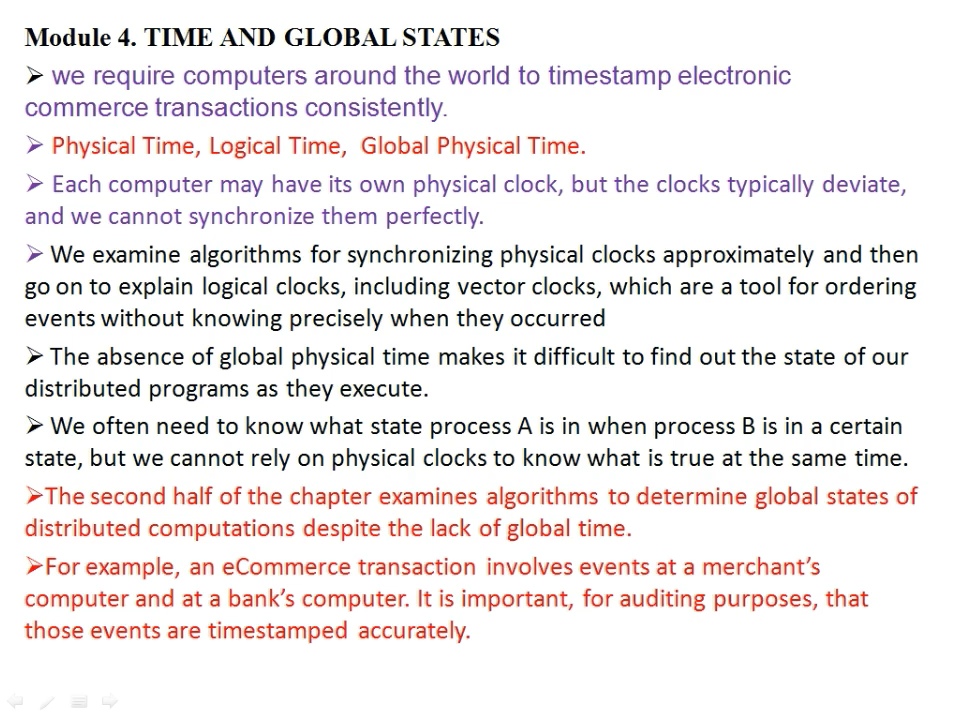 Module 4. TIME AND GLOBAL STATES
➢ we require computers around the world to timestamp electronic
commerce transactions consistently.
➢ Physical Time, Logical Time,  Global Physical Time.
➢ Each computer may have its own physical clock, but the clocks typically deviate,
and we cannot synchronize them perfectly.
➢ We examine algorithms for synchronizing physical clocks approximately and then
go on to explain logical clocks, including vector clocks, which are a tool for ordering
events without knowing precisely when they occurred
➢ The absence of global physical time makes it difficult to find out the state of our
distributed programs as they execute.
➢ We often need to know what state process A is in when process B is in a certain
state, but we cannot rely on physical clocks to know what is true at the same time.
➢The second half of the chapter examines algorithms to determine global states of
distributed computations despite the lack of global time.
➢For example, an eCommerce transaction involves events at a merchant’s
computer and at a bank’s computer. It is important, for auditing purposes, that
those events are timestamped accurately.